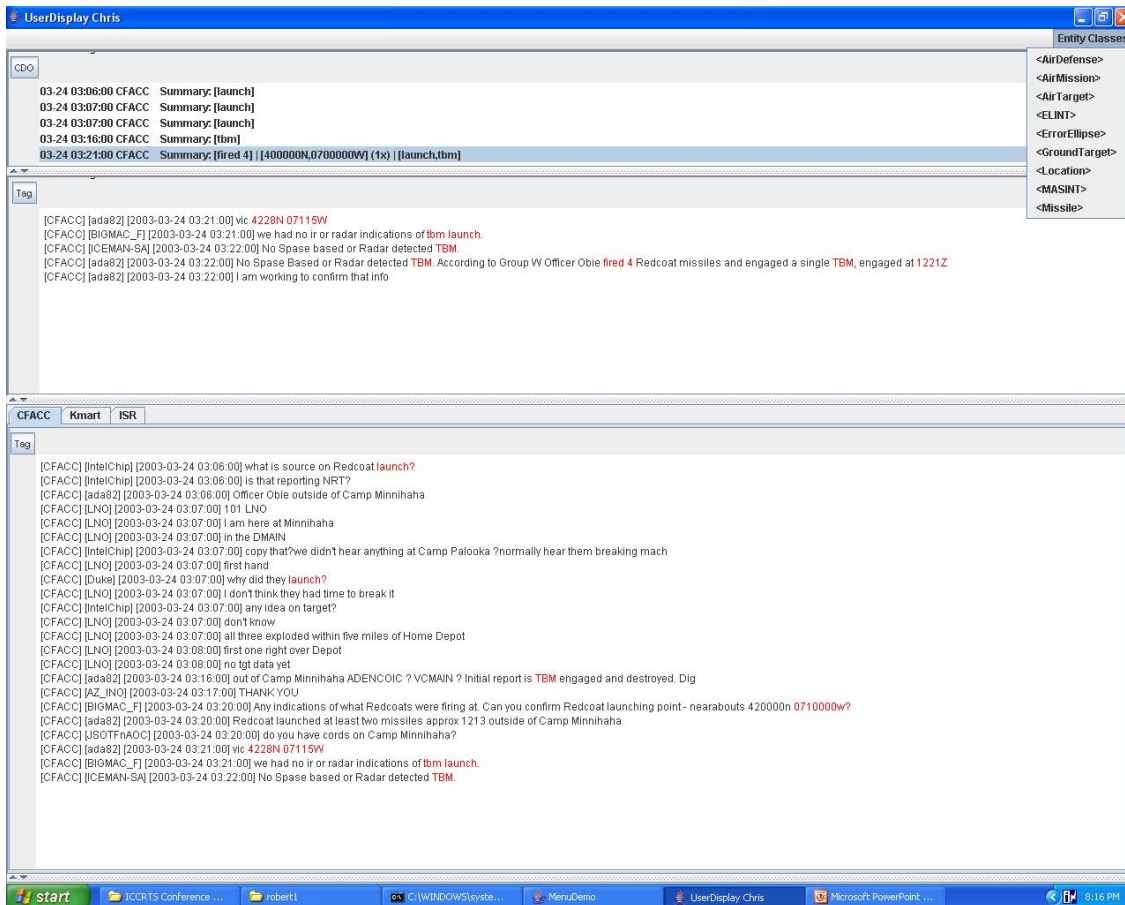 UserDisplay Chris
Entity Classes
<AirDefense>
<AirMission>
<AirTarget>
<ELINT>
<ErrorEllipse>
<GroundTarget>
<Location>
<MASINT>
<Missile>
CDO
03-24 03:06:00 CFACC Summary: [launch]
03-24 03:07:00 CFACC Summary: [launch]
03-24 03:07:00 CFACC Summary: [launch]
03-24 03:16:00 CFACC Summary: [tbm]
03-24 03:21:00 CFACC Summary: [fired 4] | [400000N,0700000W] (1x) | [launch,tbm]
Tag
[CFACC] [ada82] [2003-03-24 03:21:00] vic 4228N 07115W
[CFACC] [BIGMAC_F] [2003-03-24 03:21:00] we had no ir or radar indications of tbm launch.
[CFACC] [ICEMAN-SA] [2003-03-24 03:22:00] No Spase based or Radar detected TBM.
[CFACC] [ada82] [2003-03-24 03:22:00] No Spase Based or Radar detected TBM. According to Group W Officer Obie fired 4 Redcoat missiles and engaged a single TBM, engaged at 1221Z
[CFACC] [ada82] [2003-03-24 03:22:00] I am working to confirm that info
CFACC Kmart ISR
Tag
[CFACC] [IntelChip] [2003-03-24 03:06:00] what is source on Redcoat launch?
[CFACC] [IntelChip] [2003-03-24 03:06:00] is that reporting NRT?
[CFACC] [ada82] [2003-03-24 03:06:00] Officer Obie outside of Camp Minnihaha
[CFACC] [LNO] [2003-03-24 03:07:00] 101 LNO
[CFACC] [LNO] [2003-03-24 03:07:00] I am here at Minnihaha
[CFACC] [LNO] [2003-03-24 03:07:00] in the DMAIN
[CFACC] [IntelChip] [2003-03-24 03:07:00] copy that?we didn't hear anything at Camp Palooka ?normally hear them breaking mach
[CFACC] [LNO] [2003-03-24 03:07:00] first hand
[CFACC] [Duke] [2003-03-24 03:07:00] why did they launch?
[CFACC] [LNO] [2003-03-24 03:07:00] I don't think they had time to break it
[CFACC] [IntelChip] [2003-03-24 03:07:00] any idea on target?
[CFACC] [LNO] [2003-03-24 03:07:00] don't know
[CFACC] [LNO] [2003-03-24 03:07:00] all three exploded within five miles of Home Depot
[CFACC] [LNO] [2003-03-24 03:08:00] first one right over Depot
[CFACC] [LNO] [2003-03-24 03:08:00] no tgt data yet
[CFACC] [ada82] [2003-03-24 03:16:00] out of Camp Minnihaha ADENCOIC ? VCMAIN ? Initial report is TBM engaged and destroyed. Dig
[CFACC] [AZ_INO] [2003-03-24 03:17:00] THANK YOU
[CFACC] [BIGMAC_F] [2003-03-24 03:20:00] Any indications of what Redcoats were firing at. Can you confirm Redcoat launching point - nearabouts 420000n 0710000w?
[CFACC] [ada82] [2003-03-24 03:20:00] Redcoat launched at least two missiles approx 1213 outside of Camp Minnihaha
[CFACC] [JSOTFnAOC] [2003-03-24 03:20:00] do you have cords on Camp Minnihaha?
[CFACC] [ada82] [2003-03-24 03:21:00] vic 4228N 07115W
[CFACC] [BIGMAC_F] [2003-03-24 03:21:00] we had no ir or radar indications of tbm launch.
[CFACC] [ICEMAN-SA] [2003-03-24 03:22:00] No Spase based or Radar detected TBM.
start ICCRTS Conference ... robert1 C:\WINDOWS\syste... MenuDemo UserDisplay Chris Microsoft PowerPoint ... 8:16 PM